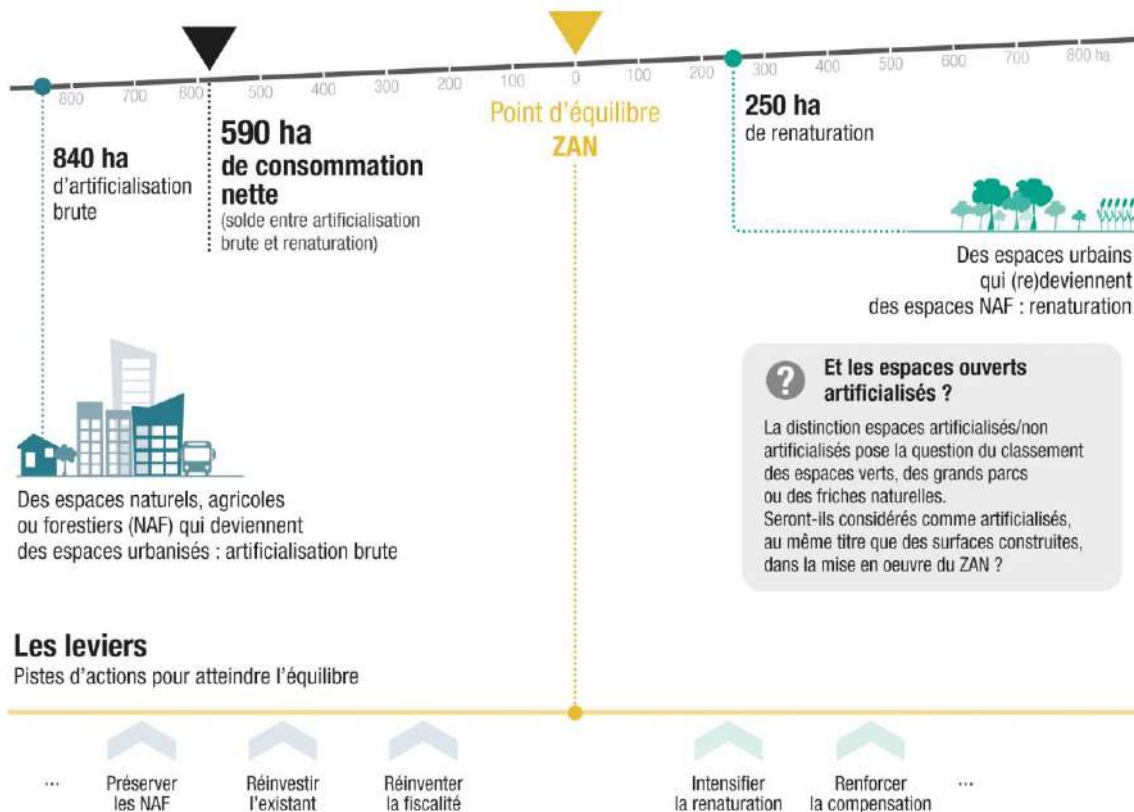 800 700 600 500 400 300 200 100 0 100 200 300 400 500 600 700 800 ha
840 ha
d'artificialisation
brute
590 ha
de consommation
nette
(solde entre artificialisation
brute et renaturation)
Point d'équilibre
ZAN
250 ha
de renaturation
Des espaces urbains
qui (re)deviennent
des espaces NAF : renaturation
Des espaces naturels, agricoles
ou forestiers (NAF) qui deviennent
des espaces urbanisés : artificialisation brute
?
Et les espaces ouverts
artificialisés ?
La distinction espaces artificialisés/non
artificialisés pose la question du classement
des espaces verts, des grands parcs
ou des friches naturelles.
Seront-ils considérés comme artificialisés,
au même titre que des surfaces construites,
dans la mise en oeuvre du ZAN ?
Les leviers
Pistes d'actions pour atteindre l'équilibre
...
Préserver
les NAF
Réinvestir
l'existant
Réinventer
la fiscalité
Intensifier
la renaturation
Renforcer
la compensation
...